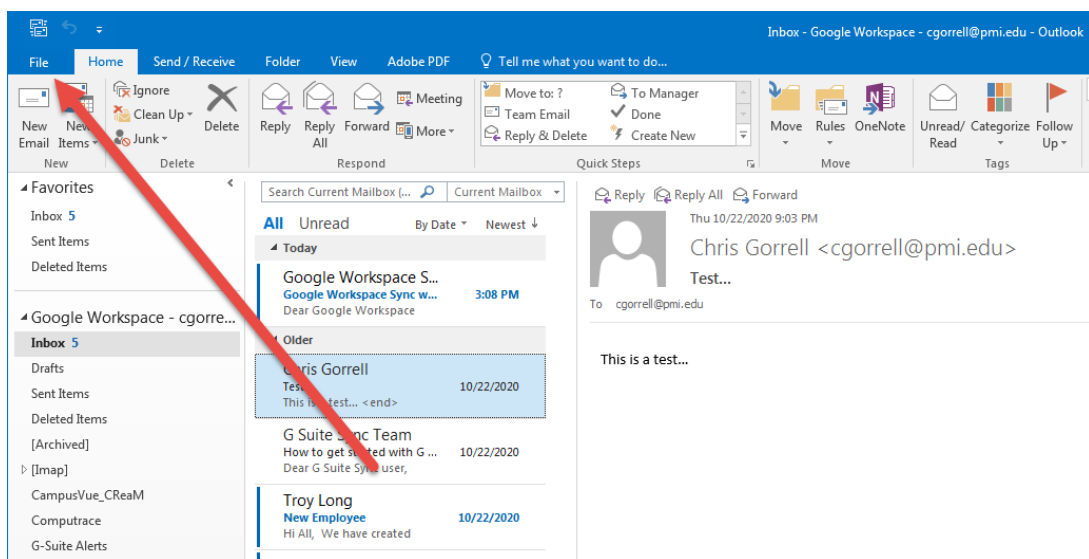 Inbox - Google Workspace - cgorrell@pmi.edu - Outlook
File Home Send / Receive Folder View Adobe PDF Tell me what you want to do...
New Email
New Items
New
Ignore
Clean Up
Junk
Delete
Delete
Reply
Reply All
Forward
Meeting
More
Respond
Move to: ?
Team Email
Reply & Delete
To Manager
Done
Create New
Quick Steps
Move
Rules
OneNote
Move
Unread/ Read
Categorize
Follow Up
Tags
Favorites
Inbox 5
Sent Items
Deleted Items
Google Workspace - cgorre...
Inbox 5
Drafts
Sent Items
Deleted Items
[Archived]
[Imap]
CampusVue_CReaM
Computrace
G-Suite Alerts
Search Current Mailbox (... Current Mailbox
All Unread By Date Newest ↓
Today
Google Workspace S...
Google Workspace Sync w... 3:08 PM
Dear Google Workspace
Older
Chris Gorrell
10/22/2020
test... <end>
G Suite Sync Team
How to get started with G ... 10/22/2020
Dear G Suite Sync user,
Troy Long
New Employee 10/22/2020
Hi All, We have created
Reply Reply All Forward
Thu 10/22/2020 9:03 PM
Chris Gorrell <cgorrell@pmi.edu>
Test...
To cgorrell@pmi.edu
This is a test...